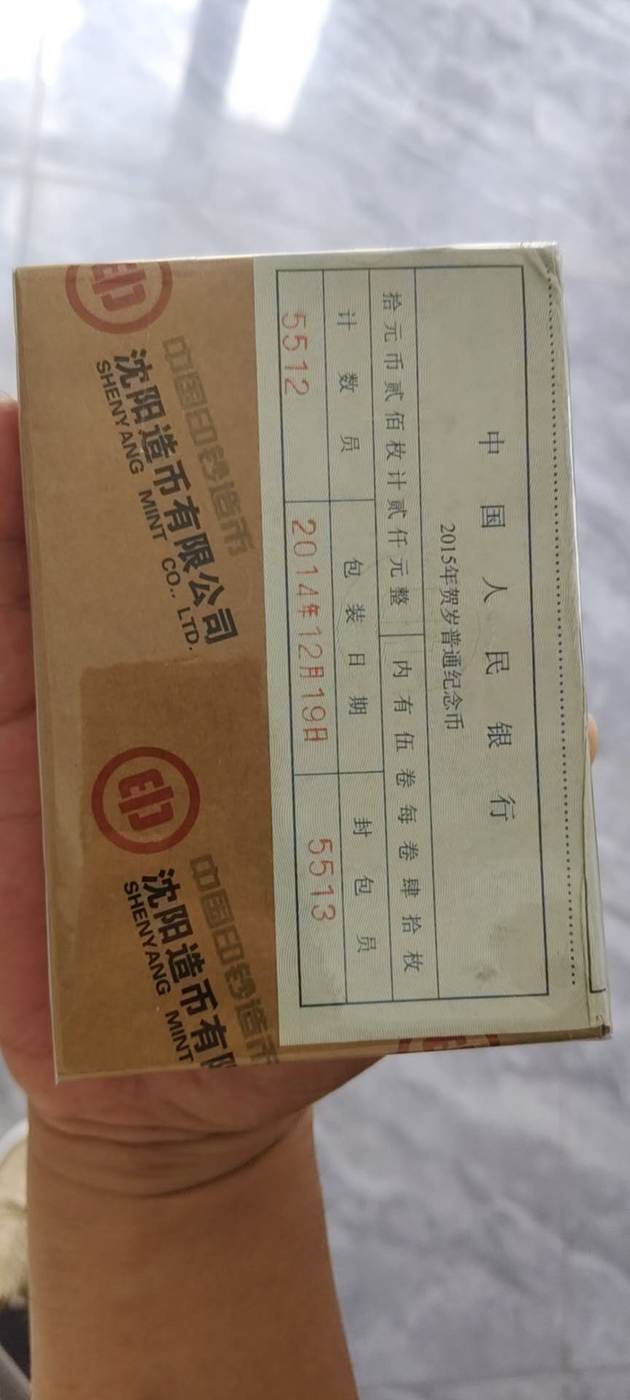 中国人民银行
2015年贺岁普通纪念币
拾元币贰佰枚计贰仟元整 内有伍卷每卷肆拾枚
计数员 包装日期 封包员
5512 2014年12月19日 5513
中国印钞造币
沈阳造币有限公司
SHENYANG MINT CO., LTD.
中国印钞造币
沈阳造币有限
SHENYANG MINT